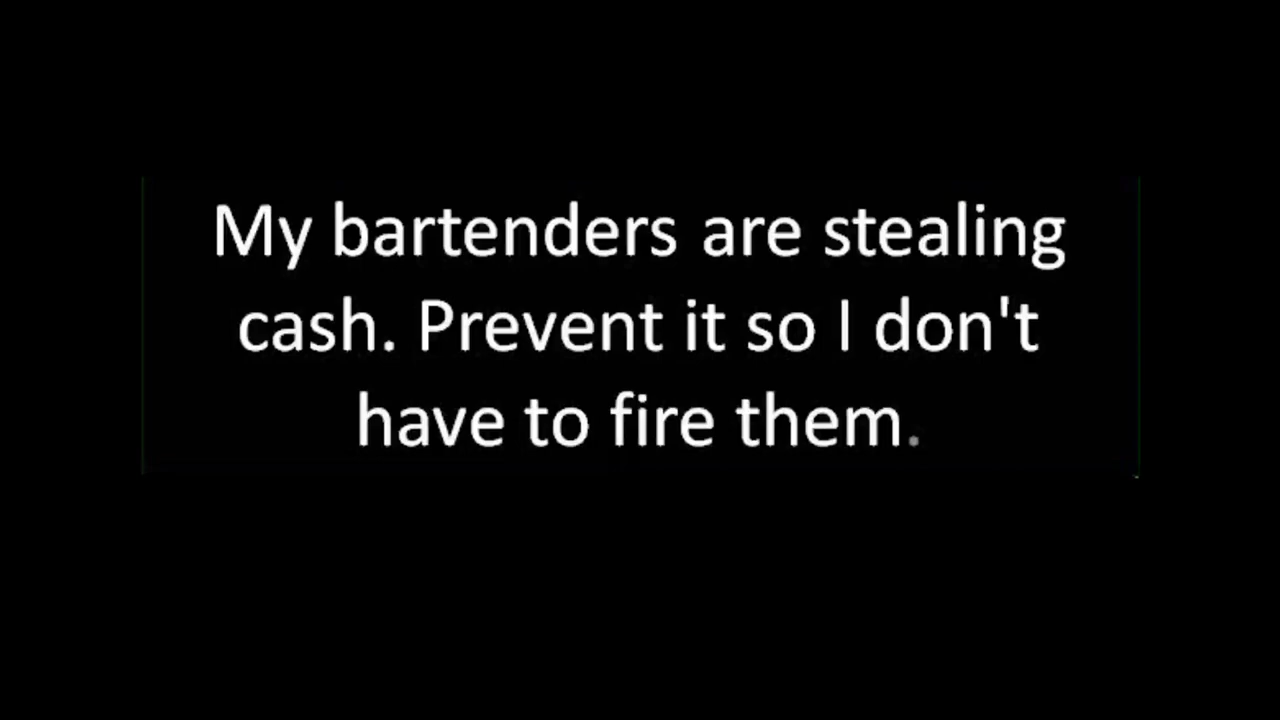 My bartenders are stealing
cash. Prevent it so I don't
have to fire them.